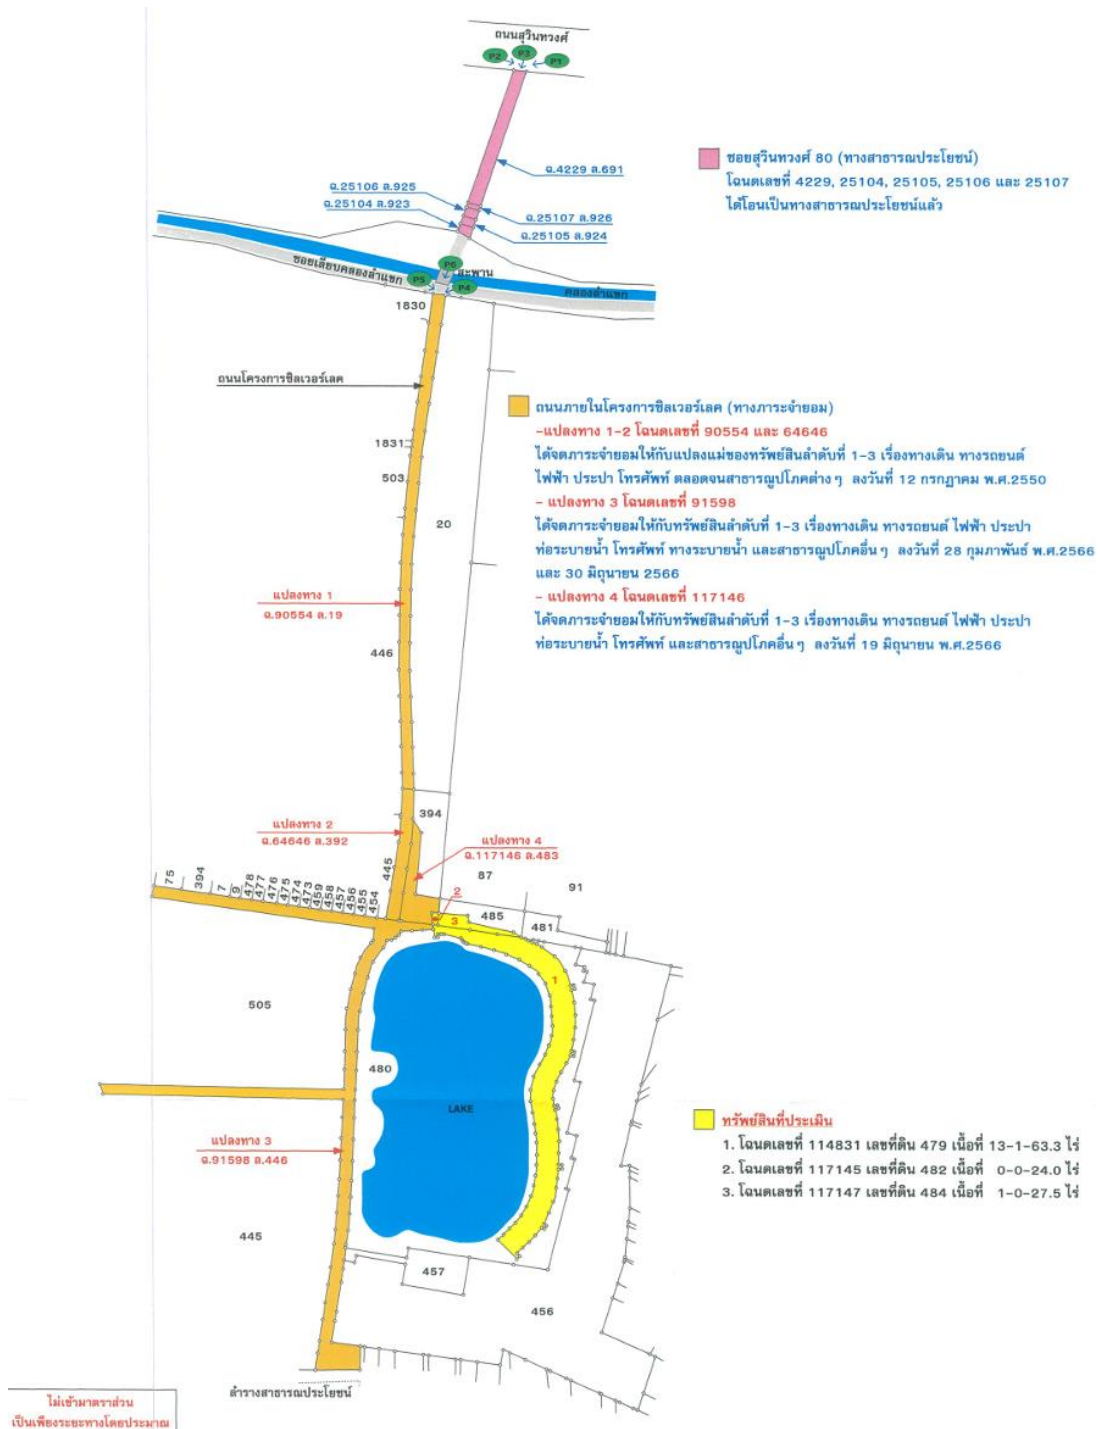 ถนนสุวินทวงศ์
P2
P3
P1
ฉ.4229 ล.691
ฉ.25106 ล.925
ฉ.25104 ล.923
ฉ.25107 ล.926
ฉ.25105 ล.924
ซอยสุวินทวงศ์ 80 (ทางสาธารณประโยชน์)
โฉนดเลขที่ 4229, 25104, 25105, 25106 และ 25107
ได้โอนเป็นทางสาธารณประโยชน์แล้ว
ซอยเลียบคลองลำแขก
P6
สะพาน
P5
P4
คลองลำแขก
1830
ถนนโครงการซิลเวอร์เลค
1831
503
20
ถนนภายในโครงการซิลเวอร์เลค (ทางภาระจำยอม)
-แปลงทาง 1-2 โฉนดเลขที่ 90554 และ 64646
ได้จดภาระจำยอมให้กับแปลงแม่ของทรัพย์สินลำดับที่ 1-3 เรื่องทางเดิน ทางรถยนต์
ไฟฟ้า ประปา โทรศัพท์ ตลอดจนสาธารณูปโภคต่างๆ ลงวันที่ 12 กรกฎาคม พ.ศ.2550
- แปลงทาง 3 โฉนดเลขที่ 91598
ได้จดภาระจำยอมให้กับทรัพย์สินลำดับที่ 1-3 เรื่องทางเดิน ทางรถยนต์ ไฟฟ้า ประปา
ท่อระบายน้ำ โทรศัพท์ ทางระบายน้ำ และสาธารณูปโภคอื่นๆ ลงวันที่ 28 กุมภาพันธ์ พ.ศ.2566
และ 30 มิถุนายน 2566
- แปลงทาง 4 โฉนดเลขที่ 117146
ได้จดภาระจำยอมให้กับทรัพย์สินลำดับที่ 1-3 เรื่องทางเดิน ทางรถยนต์ ไฟฟ้า ประปา
ท่อระบายน้ำ โทรศัพท์ และสาธารณูปโภคอื่นๆ ลงวันที่ 19 มิถุนายน พ.ศ.2566
แปลงทาง 1
ฉ.90554 ล.19
446
394
แปลงทาง 2
ฉ.64646 ล.392
แปลงทาง 4
ฉ.117146 ล.483
445
87
91
75
394
7
9
478
477
476
475
474
473
459
458
457
456
455
454
2
3
485
481
1
505
480
LAKE
แปลงทาง 3
ฉ.91598 ล.446
445
457
456
ทรัพย์สินที่ประเมิน
1. โฉนดเลขที่ 114831 เลขที่ดิน 479 เนื้อที่ 13-1-63.3 ไร่
2. โฉนดเลขที่ 117145 เลขที่ดิน 482 เนื้อที่ 0-0-24.0 ไร่
3. โฉนดเลขที่ 117147 เลขที่ดิน 484 เนื้อที่ 1-0-27.5 ไร่
ลำรางสาธารณประโยชน์
ไม่เข้ามาตราส่วน
เป็นเพียงระยะทางโดยประมาณ